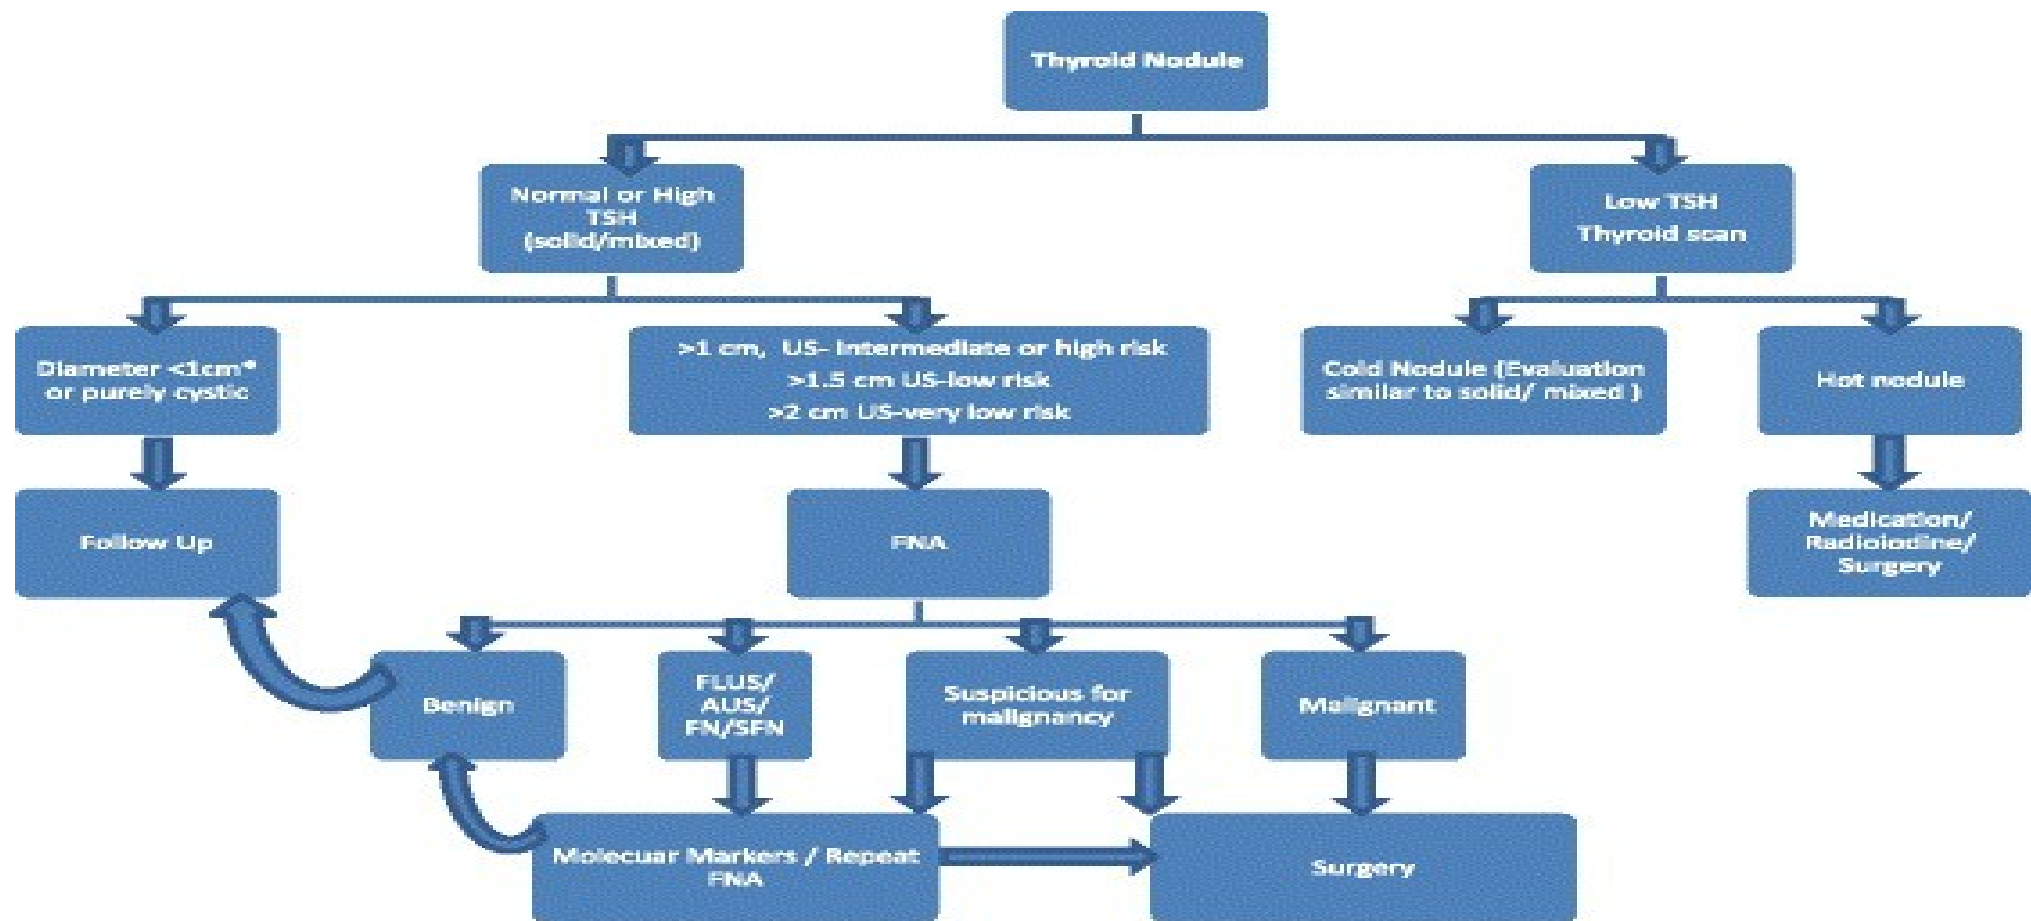 Thyroid Nodule
Normal or High
TSH
(solid/mixed)
Low TSH
Thyroid scan
Diameter <1cm*
or purely cystic
>1 cm, US- Intermediate or high risk
>1.5 cm US-low risk
>2 cm US-very low risk
Cold Nodule (Evaluation
similar to solid/ mixed )
Hot nodule
Follow Up
FNA
Medication/
Radioiodine/
Surgery
Benign
FLUS/
AUS/
FN/SFN
Suspicious for
malignancy
Malignant
Molecuar Markers / Repeat
FNA
Surgery